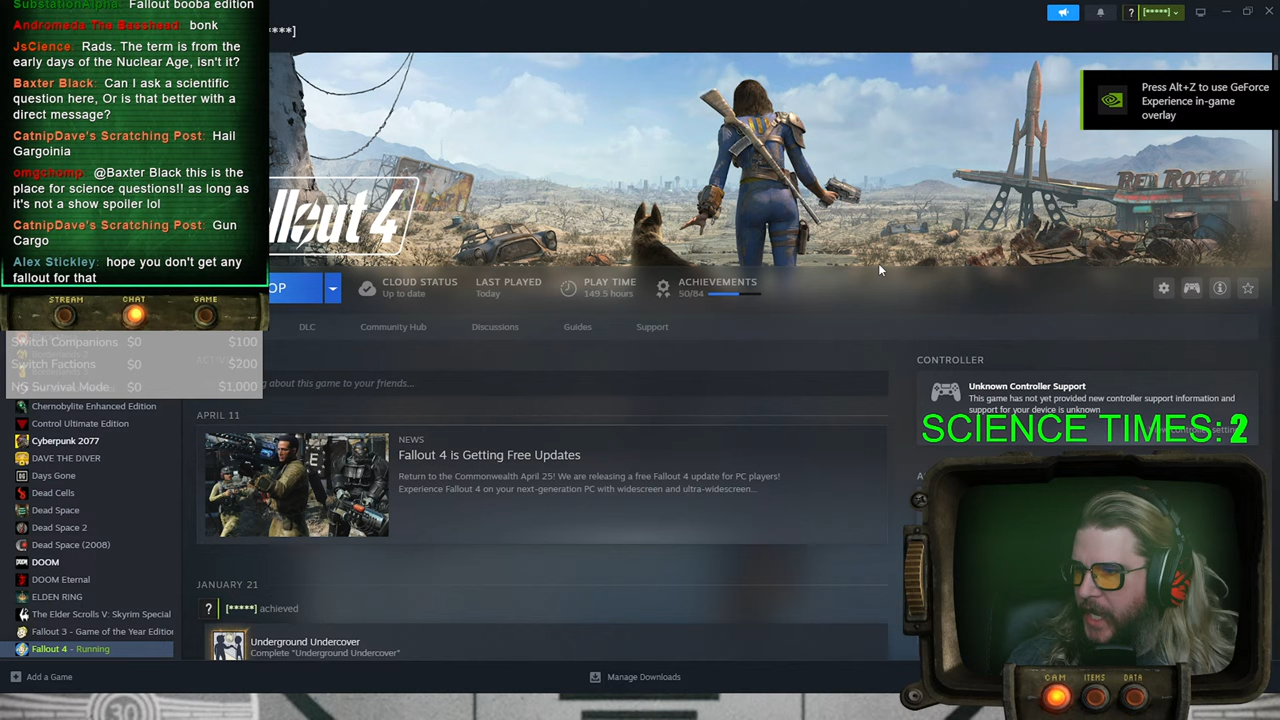 SubstationAlpha: Fallout booba edition
Andromeda The Basshead: bonk
JsCience: Rads. The term is from the
early days of the Nuclear Age, isn't it?
Baxter Black: Can I ask a scientific
question here, Or is that better with a
direct message?
CatnipDave's Scratching Post: Hail
Gargoinia
omgchomp: @Baxter Black this is the
place for science questions!! as long as
it's not a show spoiler lol
CatnipDave's Scratching Post: Gun
Cargo
Alex Stickley: hope you don't get any
fallout for that
STREAM CHAT GAME
Switch Companions $0 $100
Switch Factions $0 $200
NG Survival Mode $0 $1,000
Chernobylite Enhanced Edition
Control Ultimate Edition
Cyberpunk 2077
DAVE THE DIVER
Days Gone
Dead Cells
Dead Space
Dead Space 2
Dead Space (2008)
DOOM
DOOM Eternal
ELDEN RING
The Elder Scrolls V: Skyrim Special
Fallout 3 - Game of the Year Edition
Fallout 4 - Running
Add a Game
***]
? [*****]
Press Alt+Z to use GeForce
Experience in-game
overlay
RED ROCKET
llout 4
OP
CLOUD STATUS
Up to date
LAST PLAYED
Today
PLAY TIME
149.5 hours
ACHIEVEMENTS
50/84
DLC
Community Hub
Discussions
Guides
Support
about this game to your friends...
APRIL 11
NEWS
Fallout 4 is Getting Free Updates
Return to the Commonwealth April 25! We are releasing a free Fallout 4 update for PC players!
Experience Fallout 4 on your next-generation PC with widescreen and ultra-widescreen...
JANUARY 21
? [*****] achieved
Underground Undercover
Complete "Underground Undercover"
Manage Downloads
CONTROLLER
Unknown Controller Support
This game has not yet provided new controller support information and
support for your device is unknown
SCIENCE TIMES: 2
CAM ITEMS DATA
30